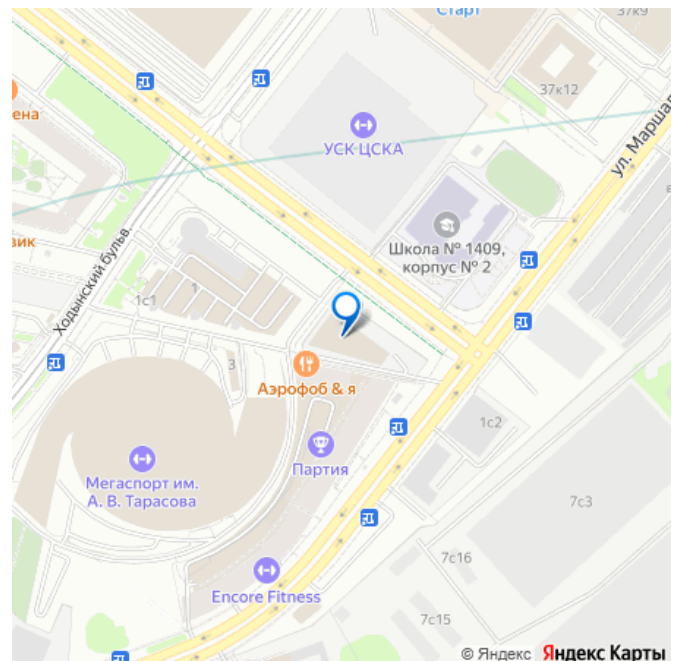 Старт
37к9
37к12
ена
УСК ЦСКА
ул. Маршал
Школа № 1409,
корпус № 2
вик
Ходынский бульв.
1
1с1
3
Аэрофоб & я
1с2
Партия
Мегаспорт им.
А. В. Тарасова
7с3
7с16
Encore Fitness
7с15
© Яндекс Яндекс Карты